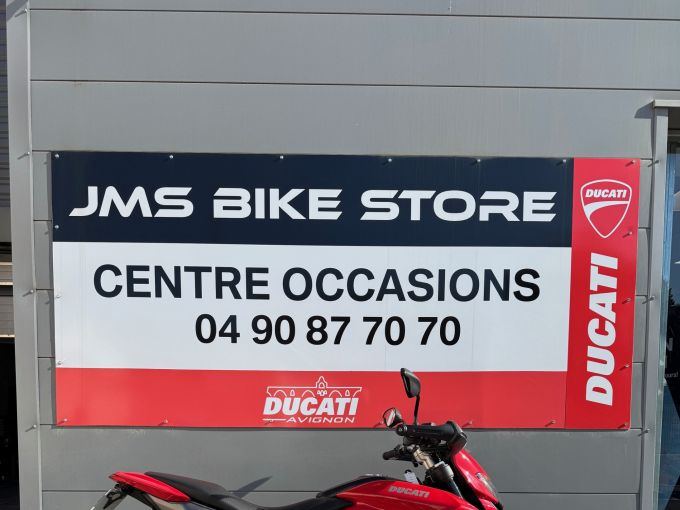 JMS BIKE STORE
CENTRE OCCASIONS
04 90 87 70 70
DUCATI
AVIGNON
DUCATI
DUCATI
DUCATI